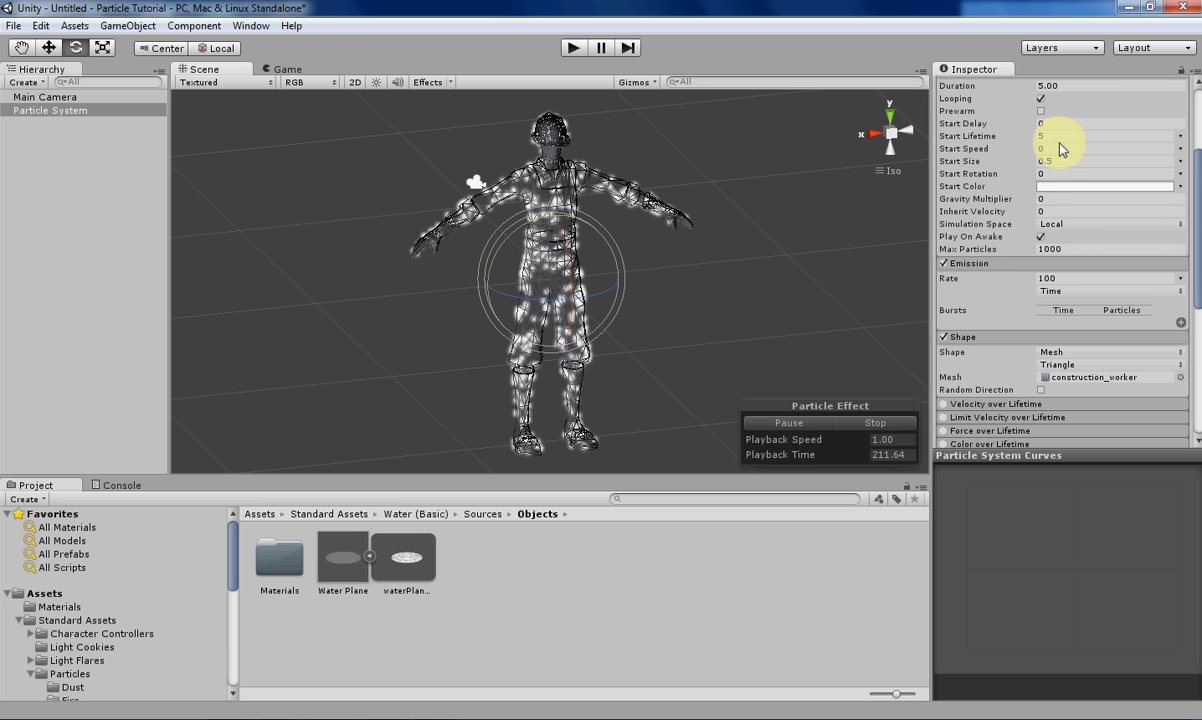 Unity - Untitled - Particle Tutorial - PC, Mac & Linux Standalone*
File Edit Assets GameObject Component Window Help
Center Local Layers Layout
Hierarchy
Create All
Main Camera
Particle System
Scene Game
Textured RGB 2D Effects Gizmos All
y
x
Iso
Particle Effect
Pause Stop
Playback Speed 1.00
Playback Time 211.64
Inspector
Duration 5.00
Looping
Prewarm
Start Delay 0
Start Lifetime 5
Start Speed 0
Start Size 0.5
Start Rotation 0
Start Color
Gravity Multiplier 0
Inherit Velocity 0
Simulation Space Local
Play On Awake
Max Particles 1000
Emission
Rate 100
Time
Bursts Time Particles
Shape
Shape Mesh
Triangle
Mesh construction_worker
Random Direction
Velocity over Lifetime
Limit Velocity over Lifetime
Force over Lifetime
Color over Lifetime
Particle System Curves
Project Console
Create
Favorites
All Materials
All Models
All Prefabs
All Scripts
Assets
Materials
Standard Assets
Character Controllers
Light Cookies
Light Flares
Particles
Dust
Fire
Assets Standard Assets Water (Basic) Sources Objects
Materials Water Plane waterPlan...